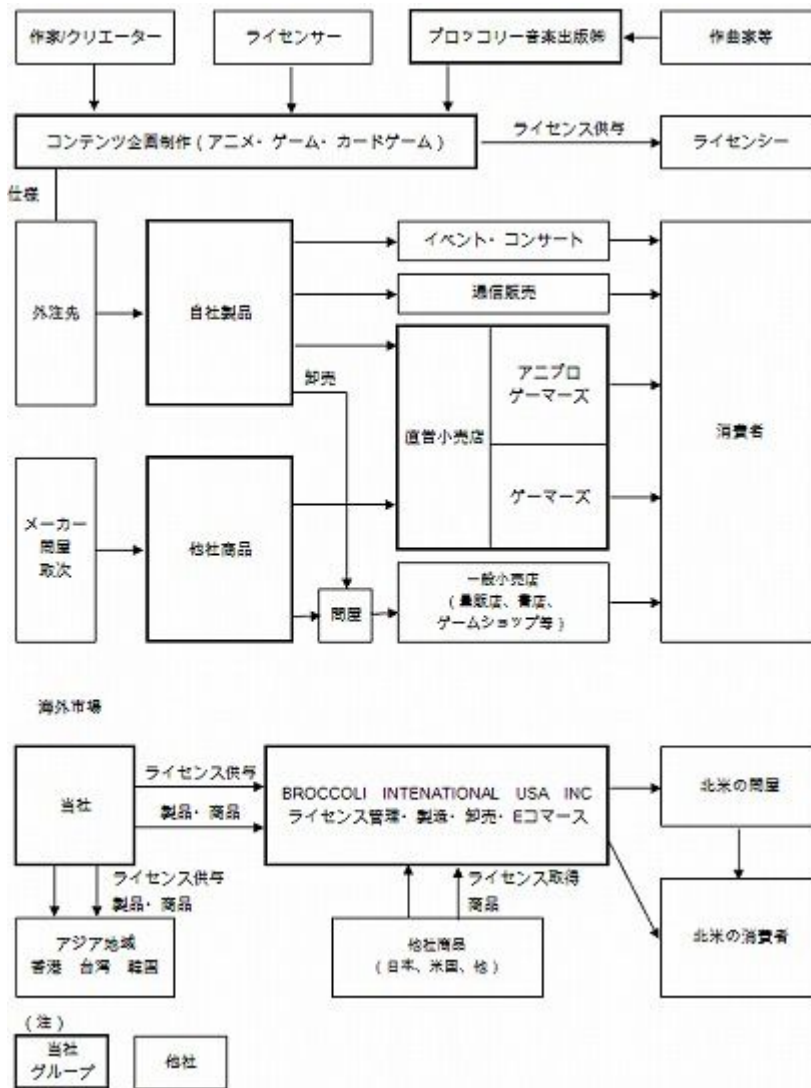 作家/クリエーター
ライセンサー
ブロッコリー音楽出版㈱
作曲家等
コンテンツ企画制作(アニメ・ゲーム・カードゲーム)
ライセンス供与
ライセンシー
仕様
外注先
自社製品
イベント・コンサート
通信販売
卸売
直営小売店
アニブロ
ゲーマーズ
ゲーマーズ
消費者
メーカー
問屋
取次
他社商品
問屋
一般小売店
(量販店、書店、
ゲームショップ等)
海外市場
当社
ライセンス供与
製品・商品
BROCCOLI INTENATIONAL USA INC
ライセンス管理・製造・卸売・Eコマース
北米の問屋
ライセンス供与
製品・商品
ライセンス取得
商品
アジア地域
香港 台湾 韓国
他社商品
(日本、米国、他)
北米の消費者
(注)
当社
グループ
他社